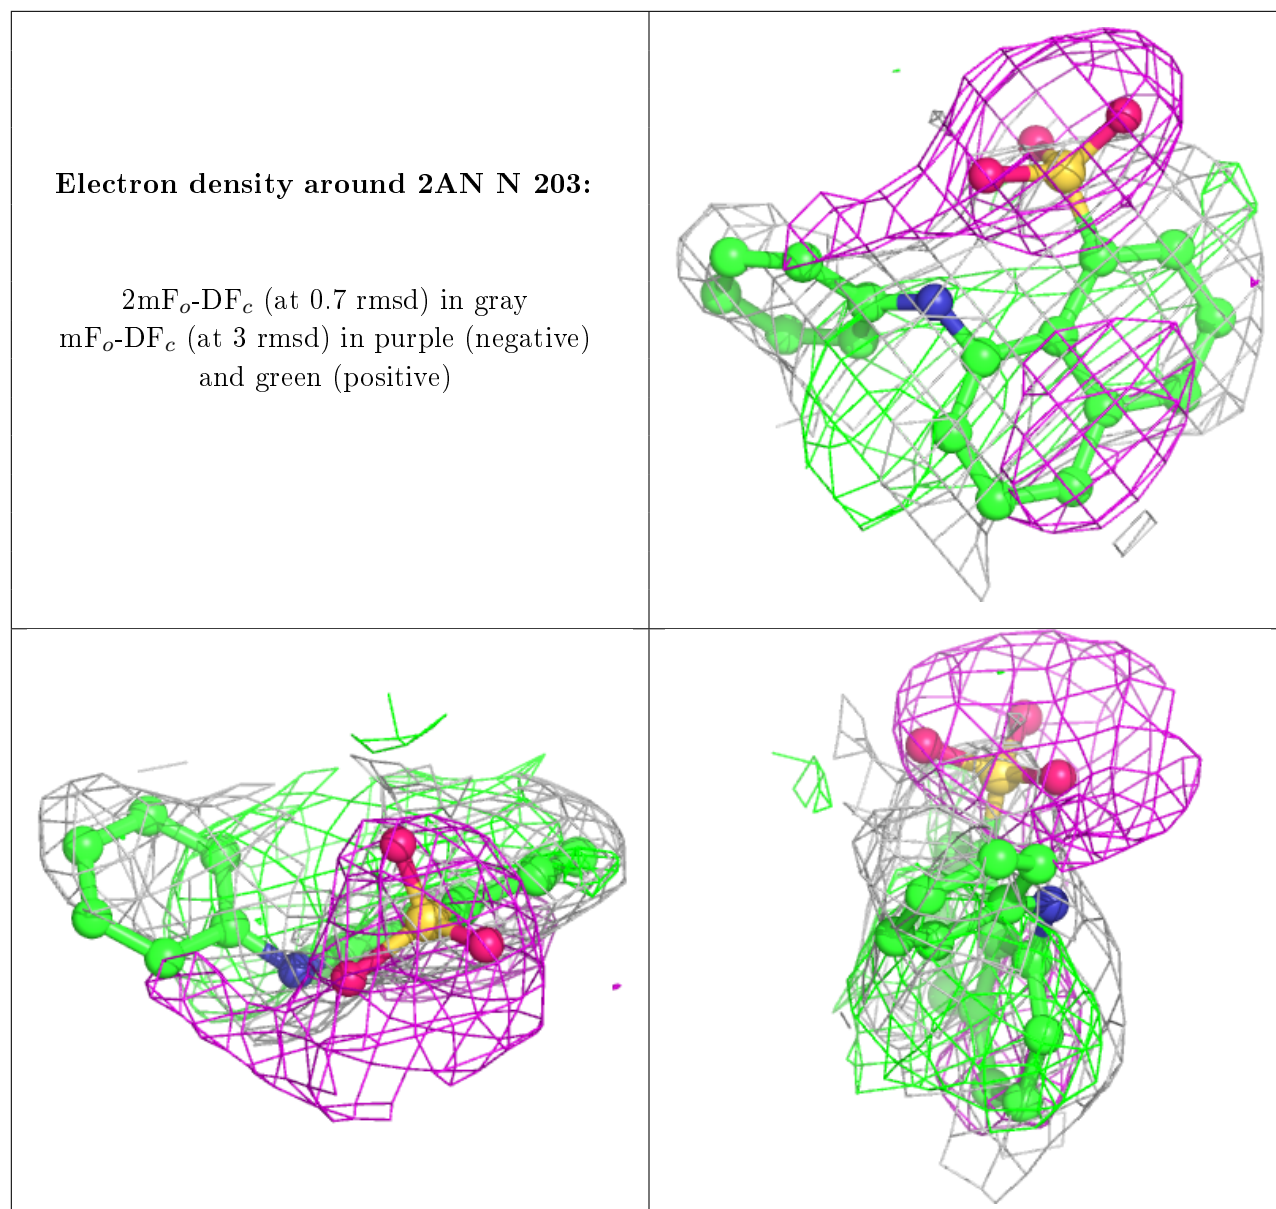 Electron density around 2AN N 203:
2mFo-DFc (at 0.7 rmsd) in gray
mFo-DFc (at 3 rmsd) in purple (negative)
and green (positive)